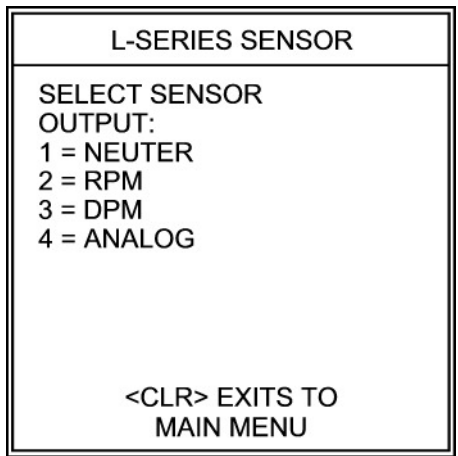 L-SERIES SENSOR
SELECT SENSOR
OUTPUT:
1 = NEUTER
2 = RPM
3 = DPM
4 = ANALOG
<CLR> EXITS TO
MAIN MENU